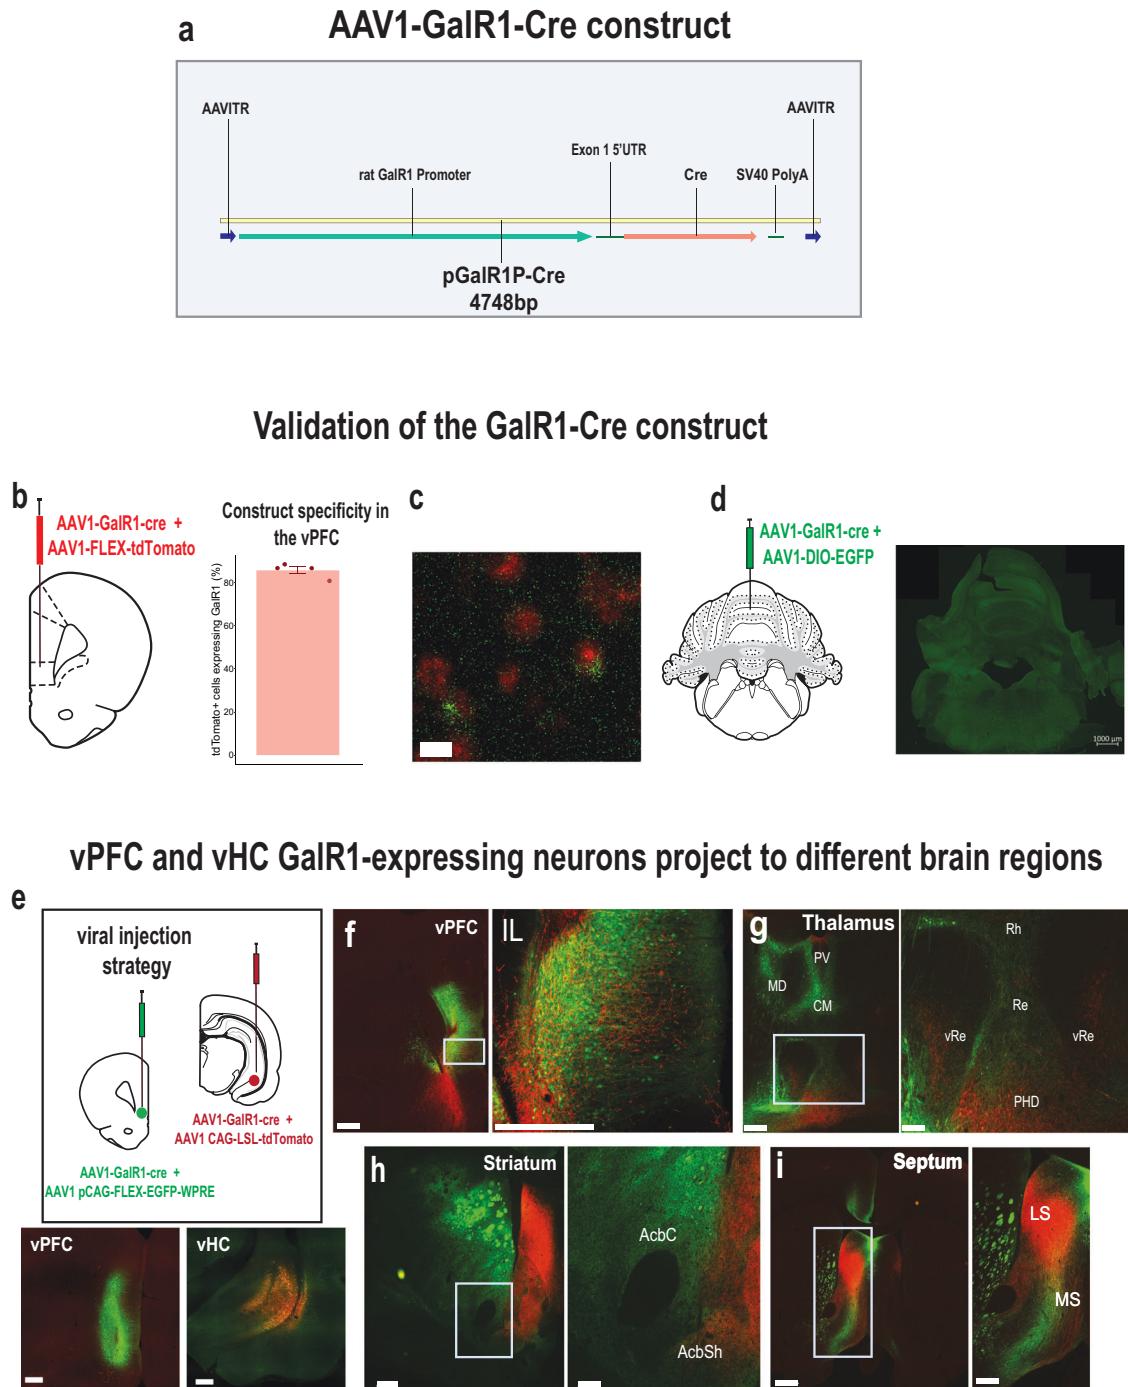 a
AAV1-GalR1-Cre construct
AAVITR
AAVITR
Exon 1 5'UTR
rat GalR1 Promoter
Cre
SV40 PolyA
pGalR1P-Cre
4748bp
Validation of the GalR1-Cre construct
b
AAV1-GalR1-cre +
AAV1-FLEX-tdTomato
Construct specificity in
the vPFC
tdTomato+ cells expressing GalR1 (%)
80
60
40
20
0
c
d
AAV1-GalR1-cre +
AAV1-DIO-EGFP
1000 µm
vPFC and vHC GalR1-expressing neurons project to different brain regions
e
viral injection
strategy
AAV1-GalR1-cre +
AAV1 CAG-LSL-tdTomato
AAV1-GalR1-cre +
AAV1 pCAG-FLEX-EGFP-WPRE
vPFC
vHC
f
vPFC
IL
g
Thalamus
PV
MD
CM
Rh
Re
vRe
vRe
PHD
h
Striatum
AcbC
AcbSh
i
Septum
LS
MS